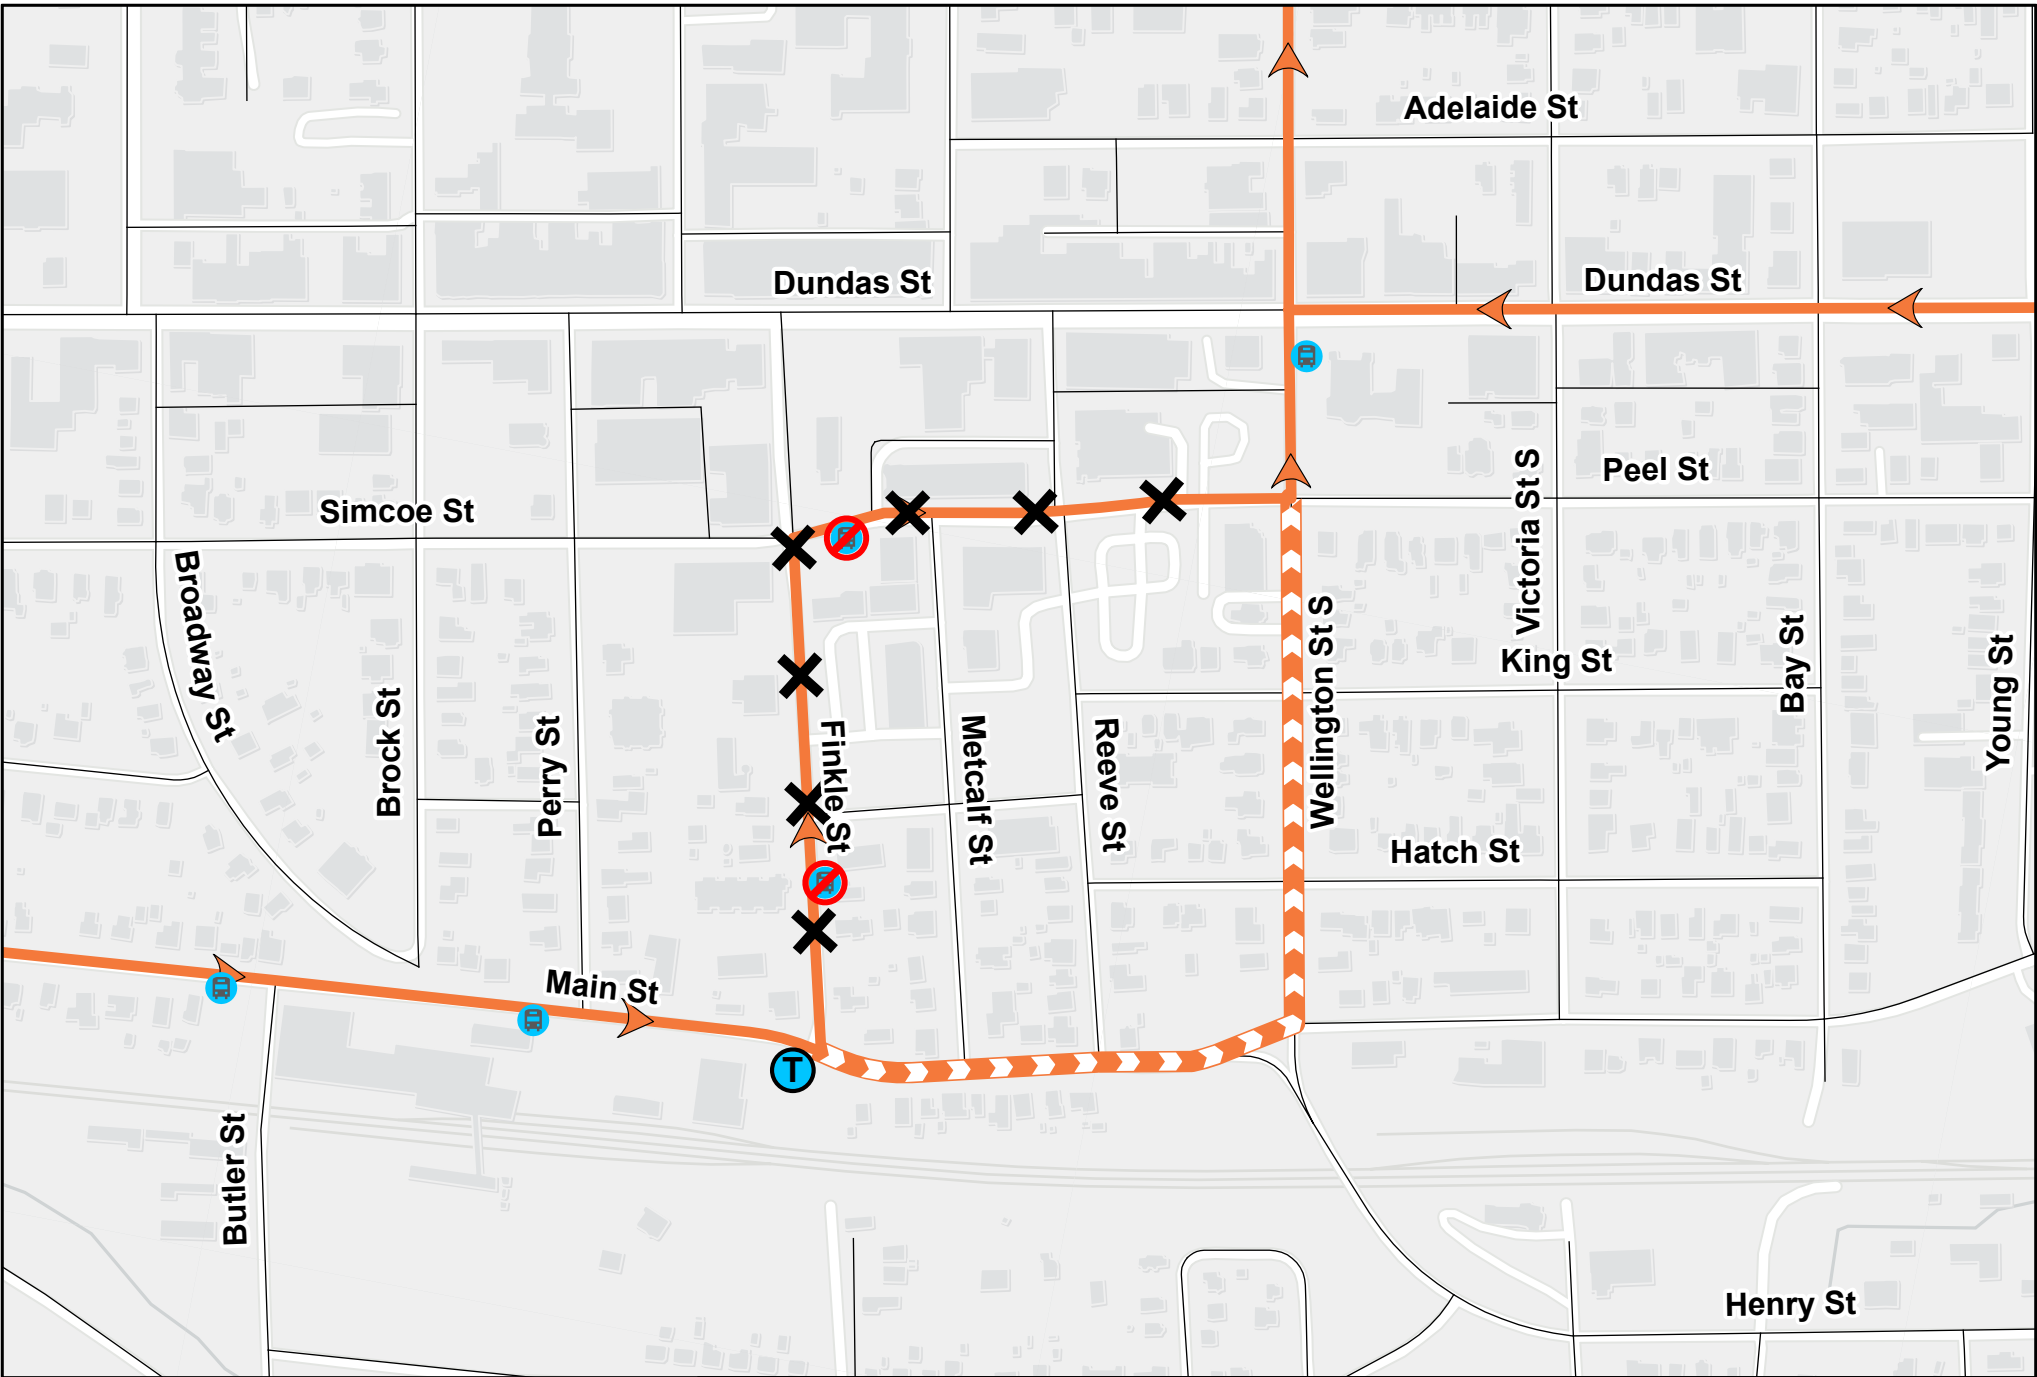 Adelaide St
Dundas St
Dundas St
Peel St
Simcoe St
Victoria St S
Broadway St
Wellington St S
King St
Bay St
Young St
Brock St
Perry St
Finkle St
Metcalf St
Reeve St
Hatch St
Main St
T
Butler St
Henry St